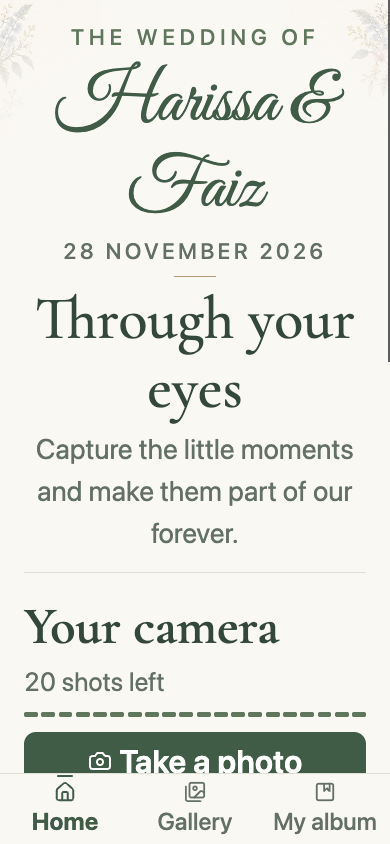 THE WEDDING OF
Harissa &
Faiz
28 NOVEMBER 2026
Through your
eyes
Capture the little moments
and make them part of our
forever.
Your camera
20 shots left
Take a photo
Home
Gallery
My album